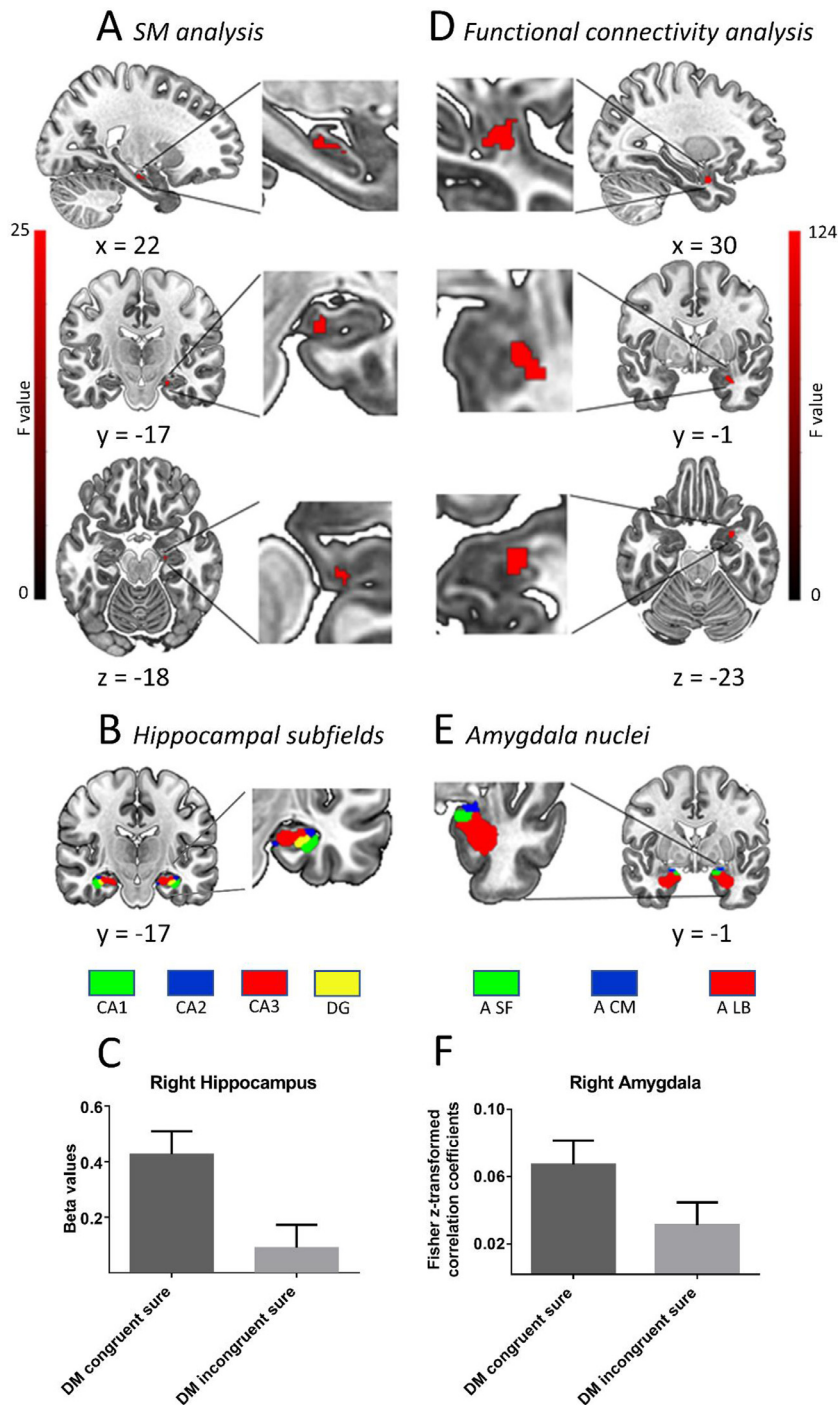 A SM analysis
D Functional connectivity analysis
25
F value
0
x = 22
y = -17
z = -18
124
F value
0
x = 30
y = -1
z = -23
B Hippocampal subfields
y = -17
CA1 CA2 CA3 DG
E Amygdala nuclei
y = -1
A SF A CM A LB
C
Right Hippocampus
Beta values
0.6
0.4
0.2
DM congruent sure
DM incongruent sure
F
Right Amygdala
Fisher z-transformed
correlation coefficients
0.10
0.06
0.02
DM congruent sure
DM incongruent sure